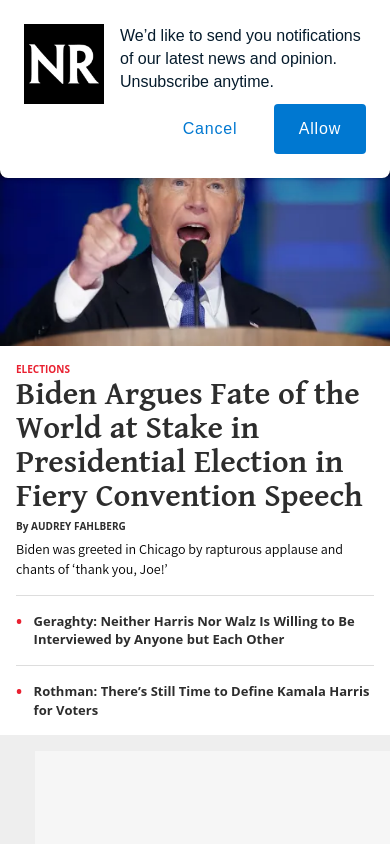 NR
We’d like to send you notifications
of our latest news and opinion.
Unsubscribe anytime.
Cancel
Allow
ELECTIONS
Biden Argues Fate of the
World at Stake in
Presidential Election in
Fiery Convention Speech
By AUDREY FAHLBERG
Biden was greeted in Chicago by rapturous applause and
chants of ‘thank you, Joe!’
• Geraghty: Neither Harris Nor Walz Is Willing to Be
Interviewed by Anyone but Each Other
• Rothman: There’s Still Time to Define Kamala Harris
for Voters